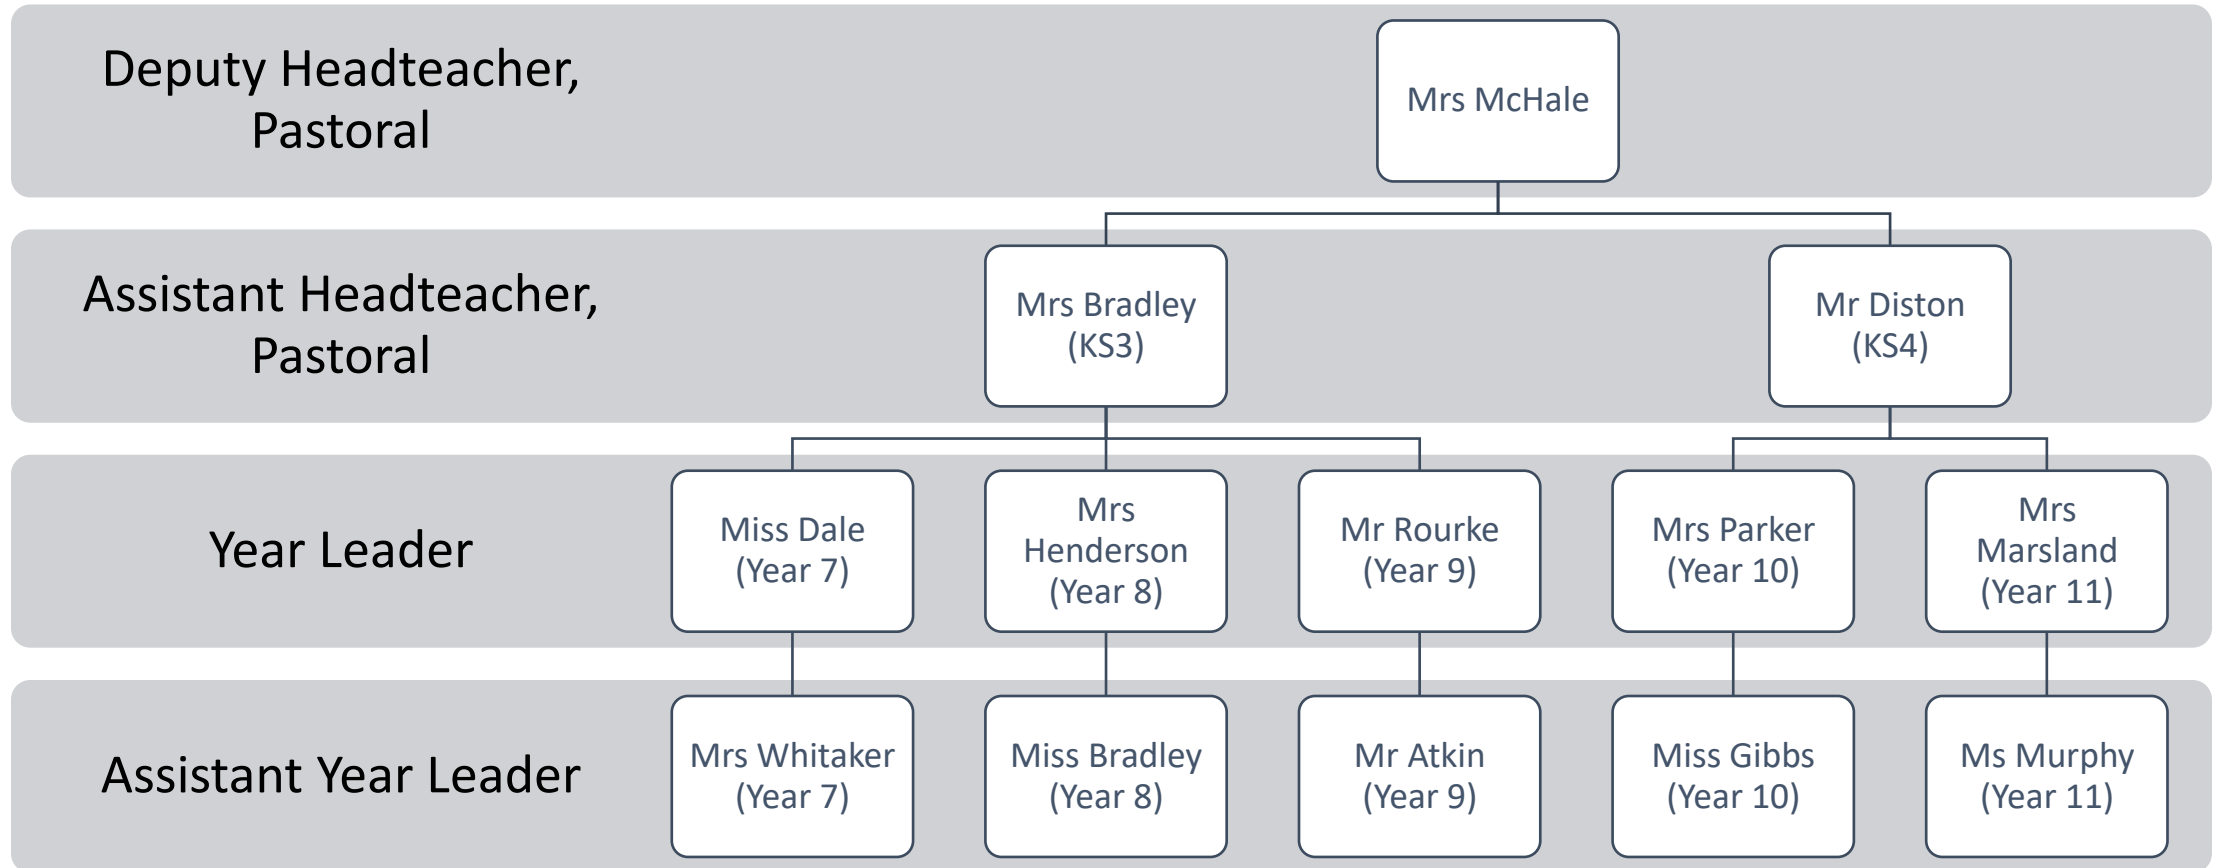 Deputy Headteacher,
Pastoral
Mrs McHale
Assistant Headteacher,
Pastoral
Mrs Bradley
(KS3)
Mr Diston
(KS4)
Year Leader
Miss Dale
(Year 7)
Mrs
Henderson
(Year 8)
Mr Rourke
(Year 9)
Mrs Parker
(Year 10)
Mrs
Marsland
(Year 11)
Assistant Year Leader
Mrs Whitaker
(Year 7)
Miss Bradley
(Year 8)
Mr Atkin
(Year 9)
Miss Gibbs
(Year 10)
Ms Murphy
(Year 11)